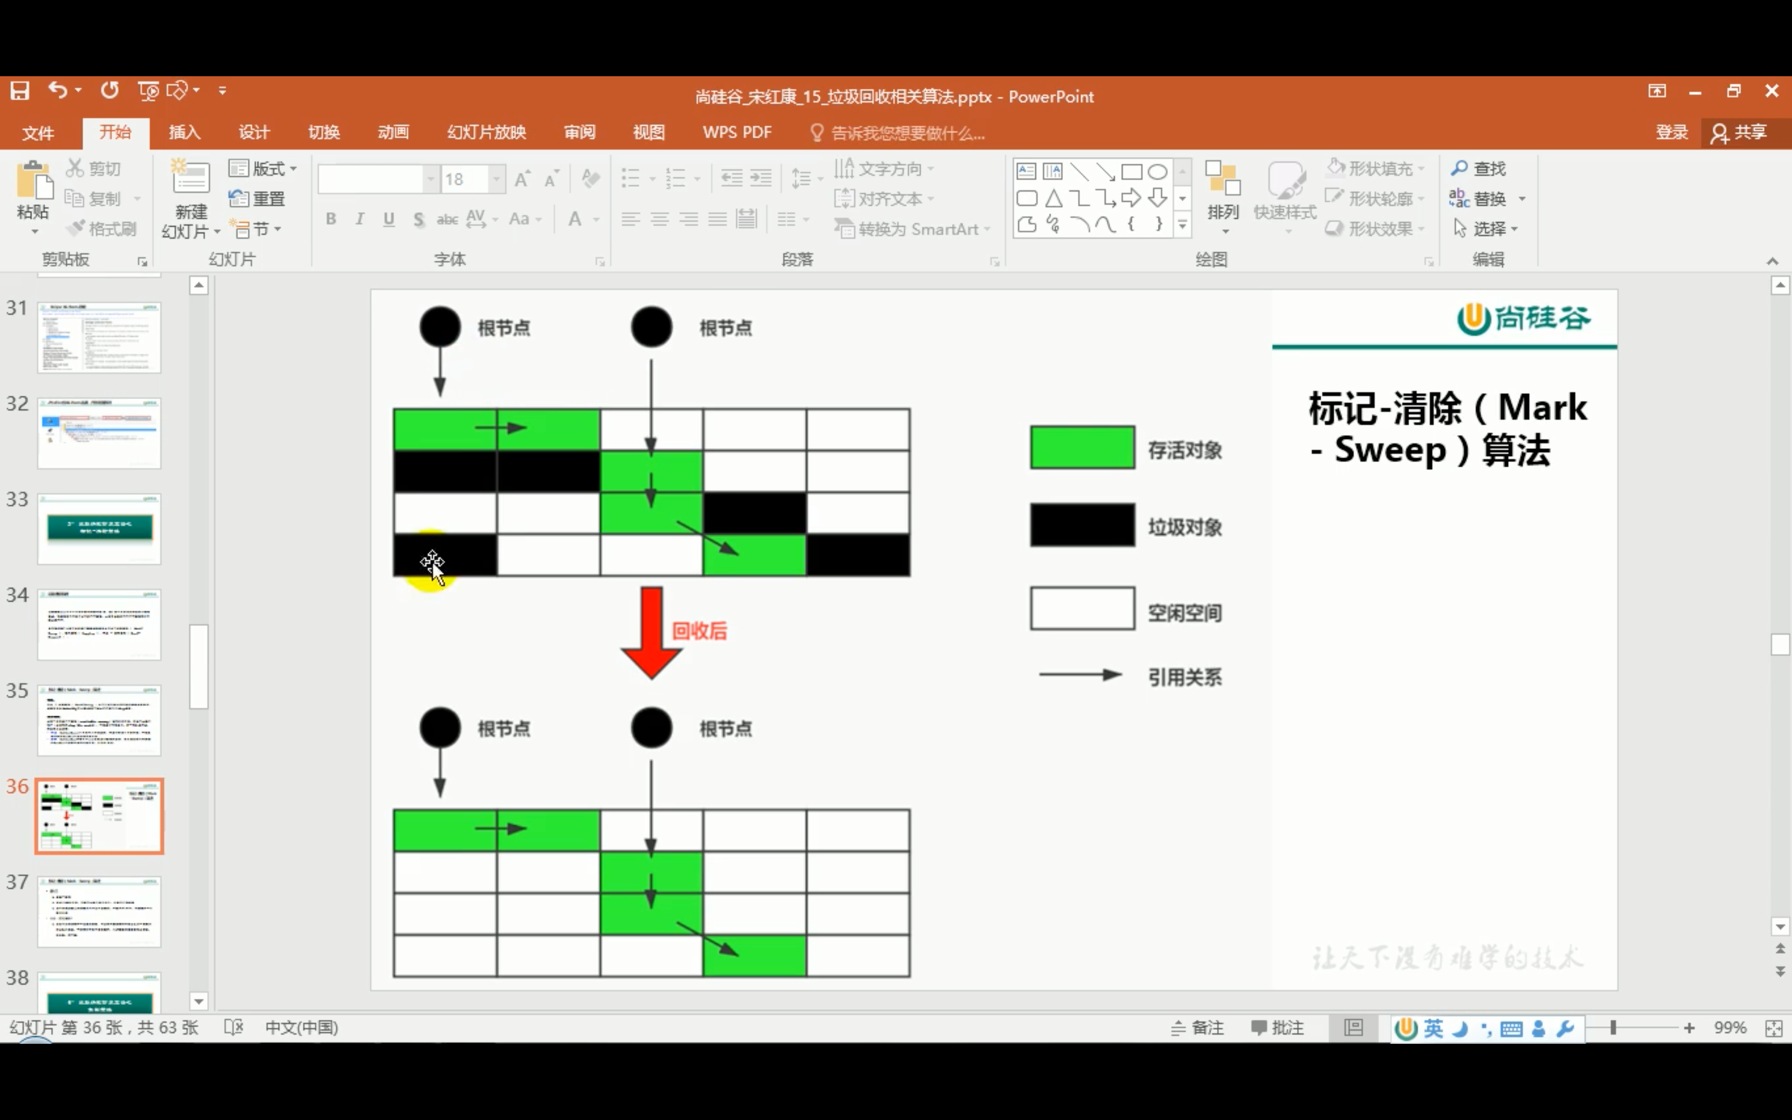 尚硅谷_宋红康_15_垃圾回收相关算法.pptx - PowerPoint
文件 开始 插入 设计 切换 动画 幻灯片放映 审阅 视图 WPS PDF 告诉我您想要做什么... 登录 共享
粘贴 剪切 复制 格式刷 剪贴板
新建 幻灯片 版式 重置 节 幻灯片
18 B I U S abc AV Aa A 字体
文字方向 对齐文本 转换为 SmartArt 段落
排列 快速样式 形状填充 形状轮廓 形状效果 绘图
查找 替换 选择 编辑
31
32
33
34
35
36
37
38
根节点 根节点
回收后
根节点 根节点
存活对象
垃圾对象
空闲空间
引用关系
尚硅谷
标记-清除（Mark
- Sweep）算法
让天下没有难学的技术
幻灯片 第 36 张，共 63 张 中文(中国) 备注 批注 英 99%